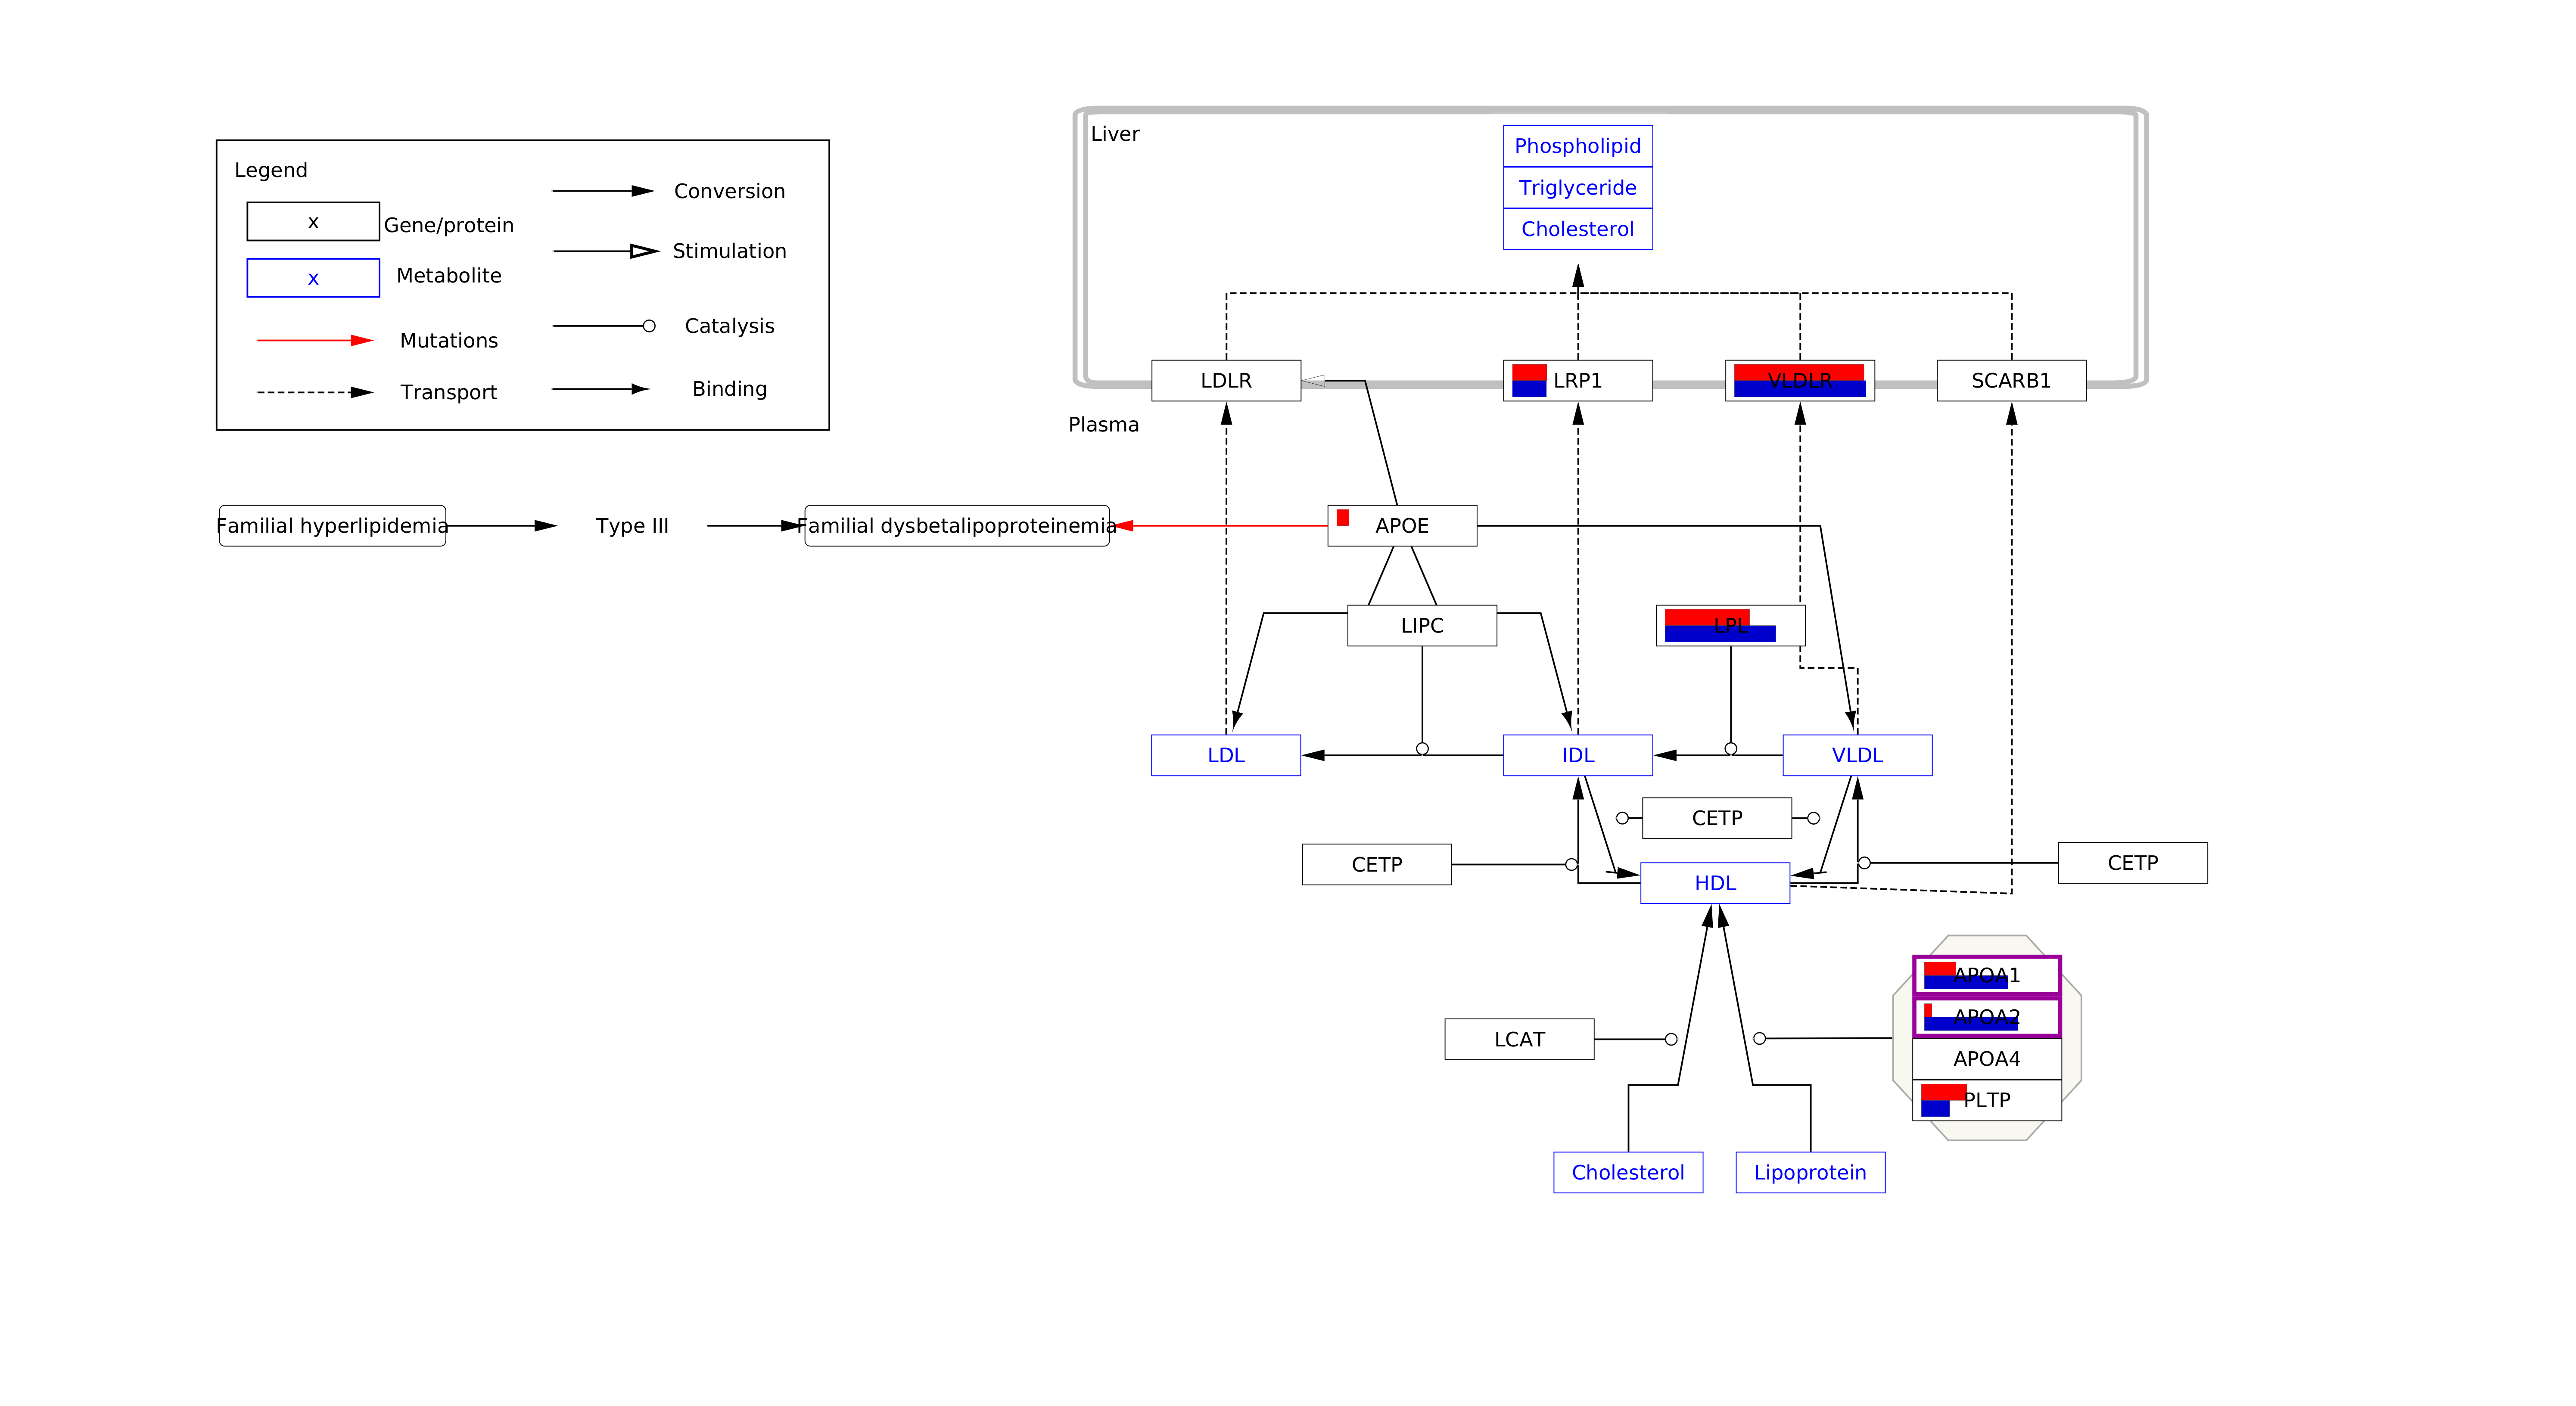 Legend
x
Gene/protein
x
Metabolite
Mutations
Transport
Conversion
Stimulation
Catalysis
Binding
Liver
Phospholipid
Triglyceride
Cholesterol
LDLR
LRP1
VLDLR
SCARB1
Plasma
Familial hyperlipidemia
Type III
Familial dysbetalipoproteinemia
APOE
LIPC
LPL
LDL
IDL
VLDL
CETP
CETP
CETP
HDL
APOA1
APOA2
APOA4
PLTP
LCAT
Cholesterol
Lipoprotein